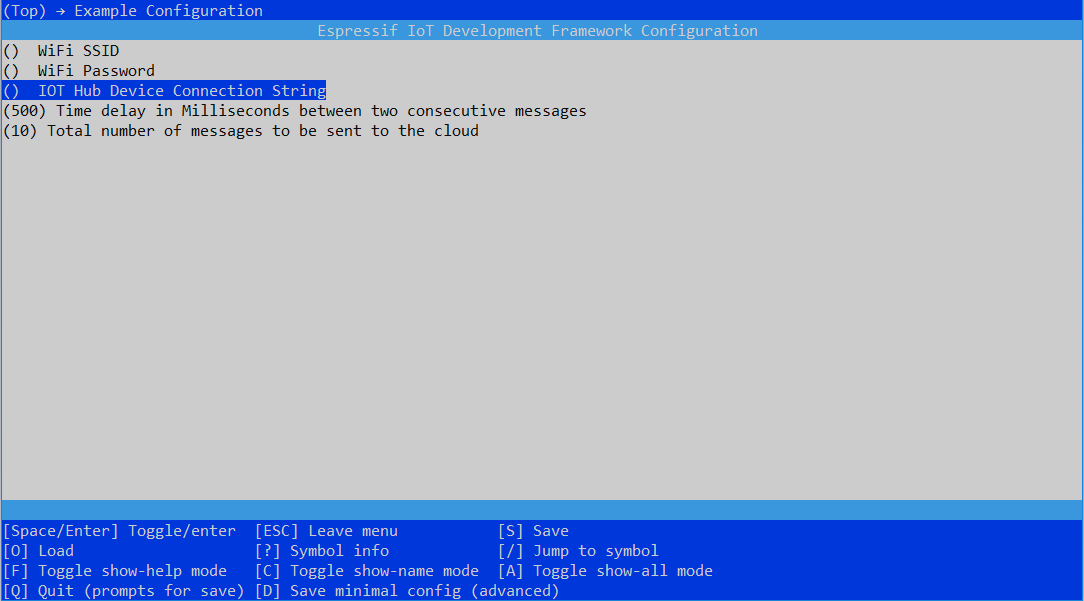 (Top) → Example Configuration
Espressif IoT Development Framework Configuration
() WiFi SSID
() WiFi Password
() IOT Hub Device Connection String
(500) Time delay in Milliseconds between two consecutive messages
(10) Total number of messages to be sent to the cloud
[Space/Enter] Toggle/enter [ESC] Leave menu [S] Save
[O] Load [?] Symbol info [/] Jump to symbol
[F] Toggle show-help mode [C] Toggle show-name mode [A] Toggle show-all mode
[Q] Quit (prompts for save) [D] Save minimal config (advanced)